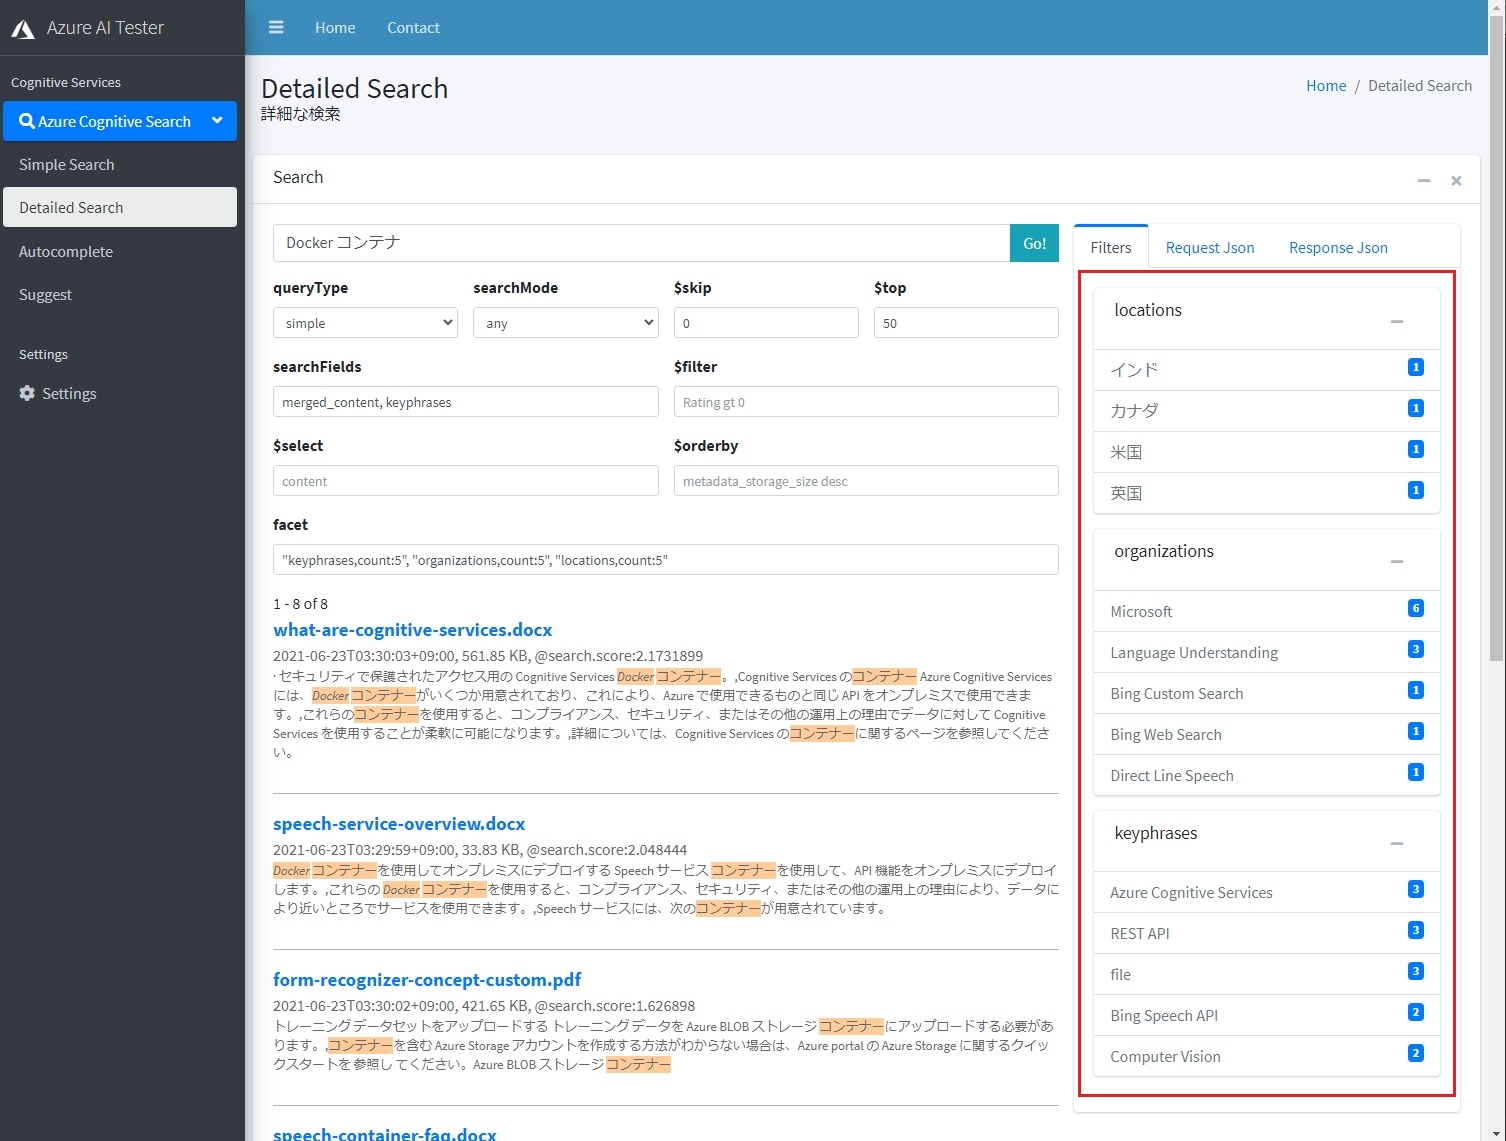 Azure AI Tester
Home
Contact
Cognitive Services
Azure Cognitive Search
Simple Search
Detailed Search
Autocomplete
Suggest
Settings
Settings
Detailed Search
詳細な検索
Home / Detailed Search
Search
Docker コンテナ
Go!
queryType
searchMode
$skip
$top
simple
any
0
50
searchFields
$filter
merged_content, keyphrases
Rating gt 0
$select
$orderby
content
metadata_storage_size desc
facet
"keyphrases,count:5", "organizations,count:5", "locations,count:5"
1 - 8 of 8
what-are-cognitive-services.docx
2021-06-23T03:30:03+09:00, 561.85 KB, @search.score:2.1731899
・セキュリティで保護されたアクセス用の Cognitive Services Docker コンテナー。,Cognitive Services のコンテナー Azure Cognitive Services
には、Docker コンテナーがいくつか用意されており、これにより、Azure で使用できるものと同じ API をオンプレミスで使用できま
す。,これらのコンテナーを使用すると、コンプライアンス、セキュリティ、またはその他の運用上の理由でデータに対して Cognitive
Services を使用することが柔軟に可能になります。,詳細については、Cognitive Services のコンテナーに関するページを参照してくださ
い。
speech-service-overview.docx
2021-06-23T03:29:59+09:00, 33.83 KB, @search.score:2.048444
Docker コンテナーを使用してオンプレミスにデプロイする Speech サービス コンテナーを使用して、API 機能をオンプレミスにデプロイ
します。,これらの Docker コンテナーを使用すると、コンプライアンス、セキュリティ、またはその他の運用上の理由により、データに
より近いところでサービスを使用できます。,Speech サービスには、次のコンテナーが用意されています。
form-recognizer-concept-custom.pdf
2021-06-23T03:30:02+09:00, 421.65 KB, @search.score:1.626898
トレーニング データセットをアップロードする トレーニング データを Azure BLOB ストレージ コンテナーにアップロードする必要があ
ります。,コンテナーを含む Azure Storage アカウントを作成する方法がわからない場合は、Azure portal の Azure Storage に関するクイッ
クスタートを 参照し てください。Azure BLOB ストレージ コンテナー
speech-container-faq.docx
Filters
Request Json
Response Json
locations
インド 1
カナダ 1
米国 1
英国 1
organizations
Microsoft 6
Language Understanding 3
Bing Custom Search 1
Bing Web Search 1
Direct Line Speech 1
keyphrases
Azure Cognitive Services 3
REST API 3
file 3
Bing Speech API 2
Computer Vision 2